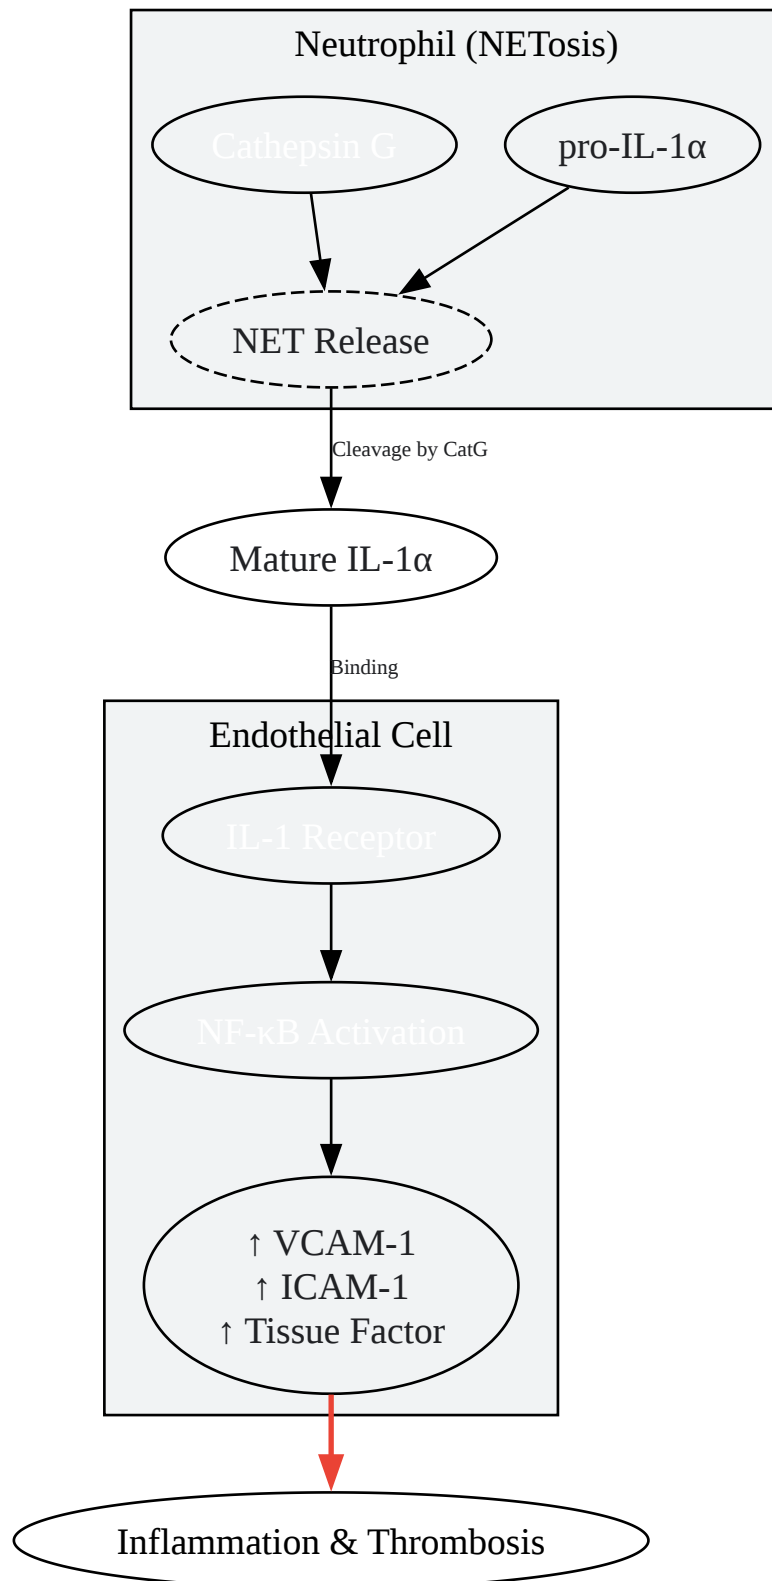 Neutrophil (NETosis)
Cathepsin G
pro-IL-1α
NET Release
Cleavage by CatG
Mature IL-1α
Binding
Endothelial Cell
IL-1 Receptor
NF-κB Activation
↑ VCAM-1
↑ ICAM-1
↑ Tissue Factor
Inflammation & Thrombosis